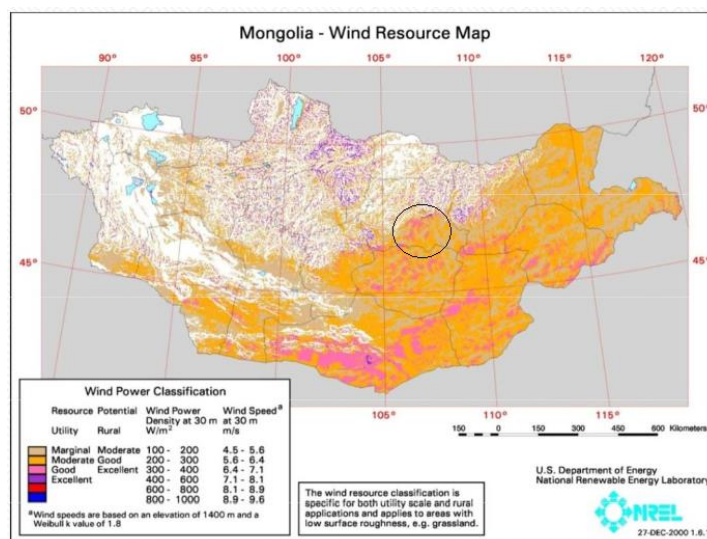 Mongolia - Wind Resource Map
90° 95° 100° 105° 110° 115° 120°
50° 50°
45° 45°
105° 110° 115°
Wind Power Classification
Resource Potential Wind Power Wind Speed a
Density at 30 m at 30 m
Utility Rural W/m² m/s
Marginal Moderate 100 - 200 4.5 - 5.6
Moderate Good 200 - 300 5.6 - 6.4
Good Excellent 300 - 400 6.4 - 7.1
Excellent 400 - 600 7.1 - 8.1
600 - 800 8.1 - 8.9
800 - 1000 8.9 - 9.6
a Wind speeds are based on an elevation of 1400 m and a
Weibull k value of 1.8
The wind resource classification is
specific for both utility scale and rural
applications and applies to areas with
low surface roughness, e.g. grassland.
150 0 150 300 450 600 Kilometers
U.S. Department of Energy
National Renewable Energy Laboratory
NREL
27-DEC-2000 1.6.1